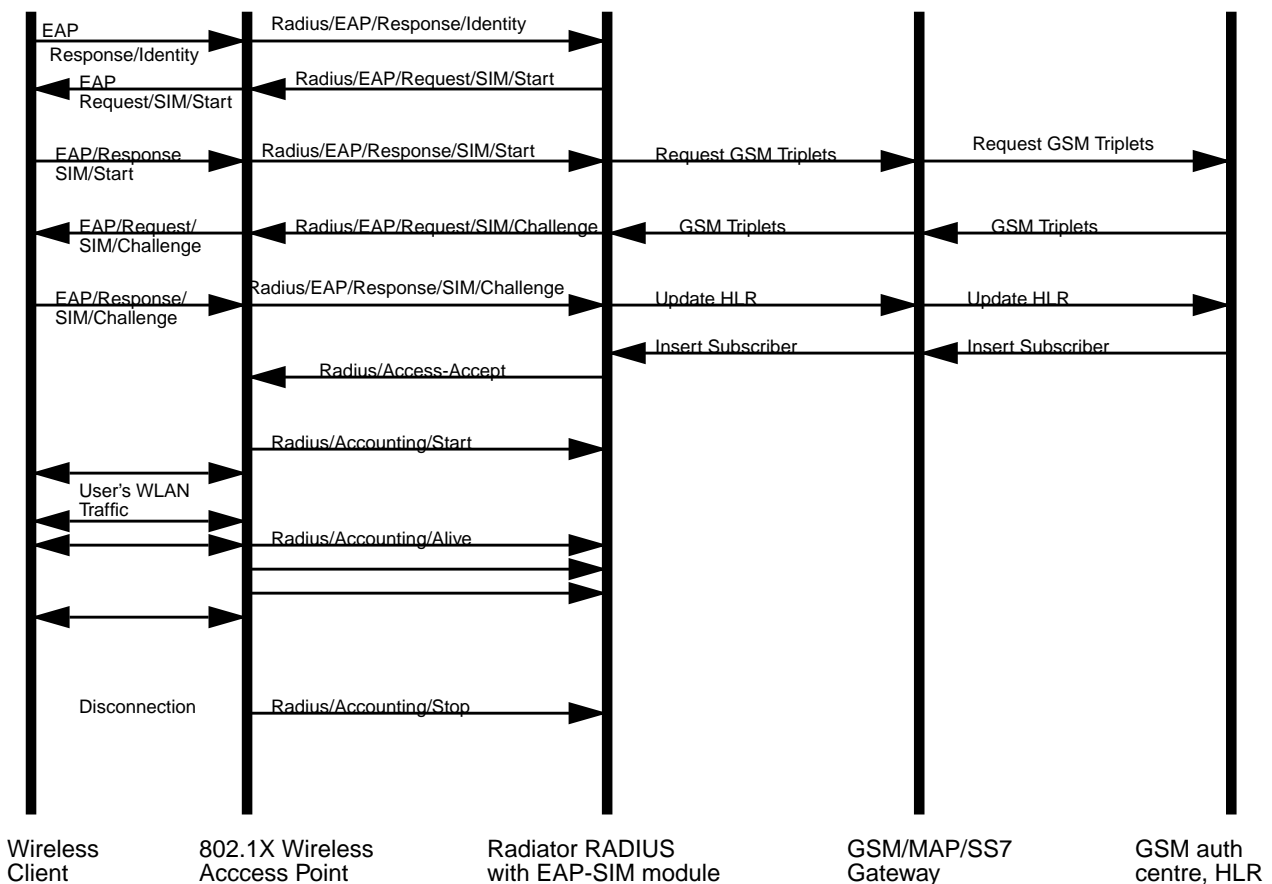 EAP
Response/Identity
Radius/EAP/Response/Identity
EAP
Request/SIM/Start
Radius/EAP/Request/SIM/Start
EAP/Response
SIM/Start
Radius/EAP/Response/SIM/Start
Request GSM Triplets
Request GSM Triplets
EAP/Request/
SIM/Challenge
Radius/EAP/Request/SIM/Challenge
GSM Triplets
GSM Triplets
EAP/Response/
SIM/Challenge
Radius/EAP/Response/SIM/Challenge
Update HLR
Update HLR
Insert Subscriber
Insert Subscriber
Radius/Access-Accept
Radius/Accounting/Start
User's WLAN
Traffic
Radius/Accounting/Alive
Disconnection
Radius/Accounting/Stop
Wireless
Client
802.1X Wireless
Acccess Point
Radiator RADIUS
with EAP-SIM module
GSM/MAP/SS7
Gateway
GSM auth
centre, HLR